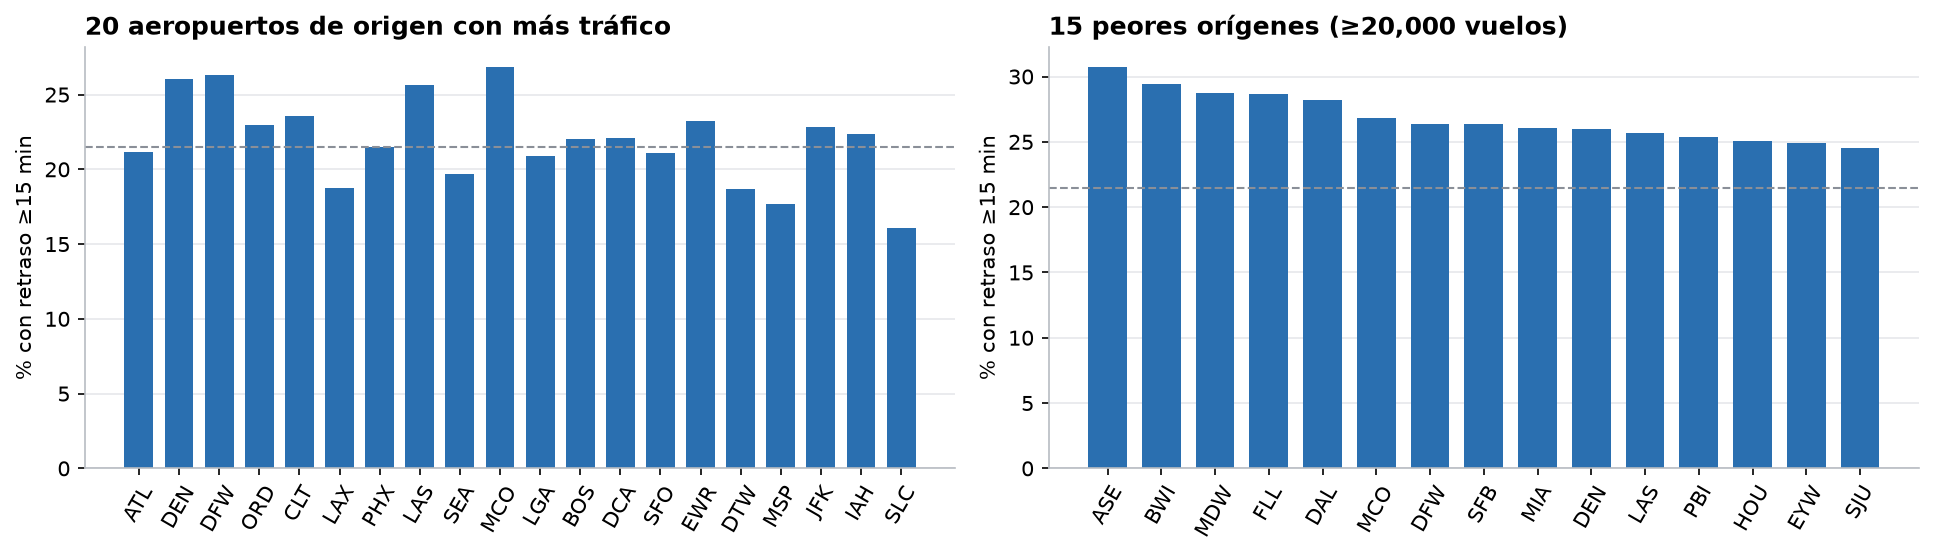 20 aeropuertos de origen con más tráfico
% con retraso ≥15 min
25
20
15
10
5
0
ATL DEN DFW ORD CLT LAX PHX LAS SEA MCO LGA BOS DCA SFO EWR DTW MSP JFK IAH SLC
15 peores orígenes (≥20,000 vuelos)
% con retraso ≥15 min
30
25
20
15
10
5
0
ASE BWI MDW FLL DAL MCO DFW SFB MIA DEN LAS PBI HOU EYW SJU